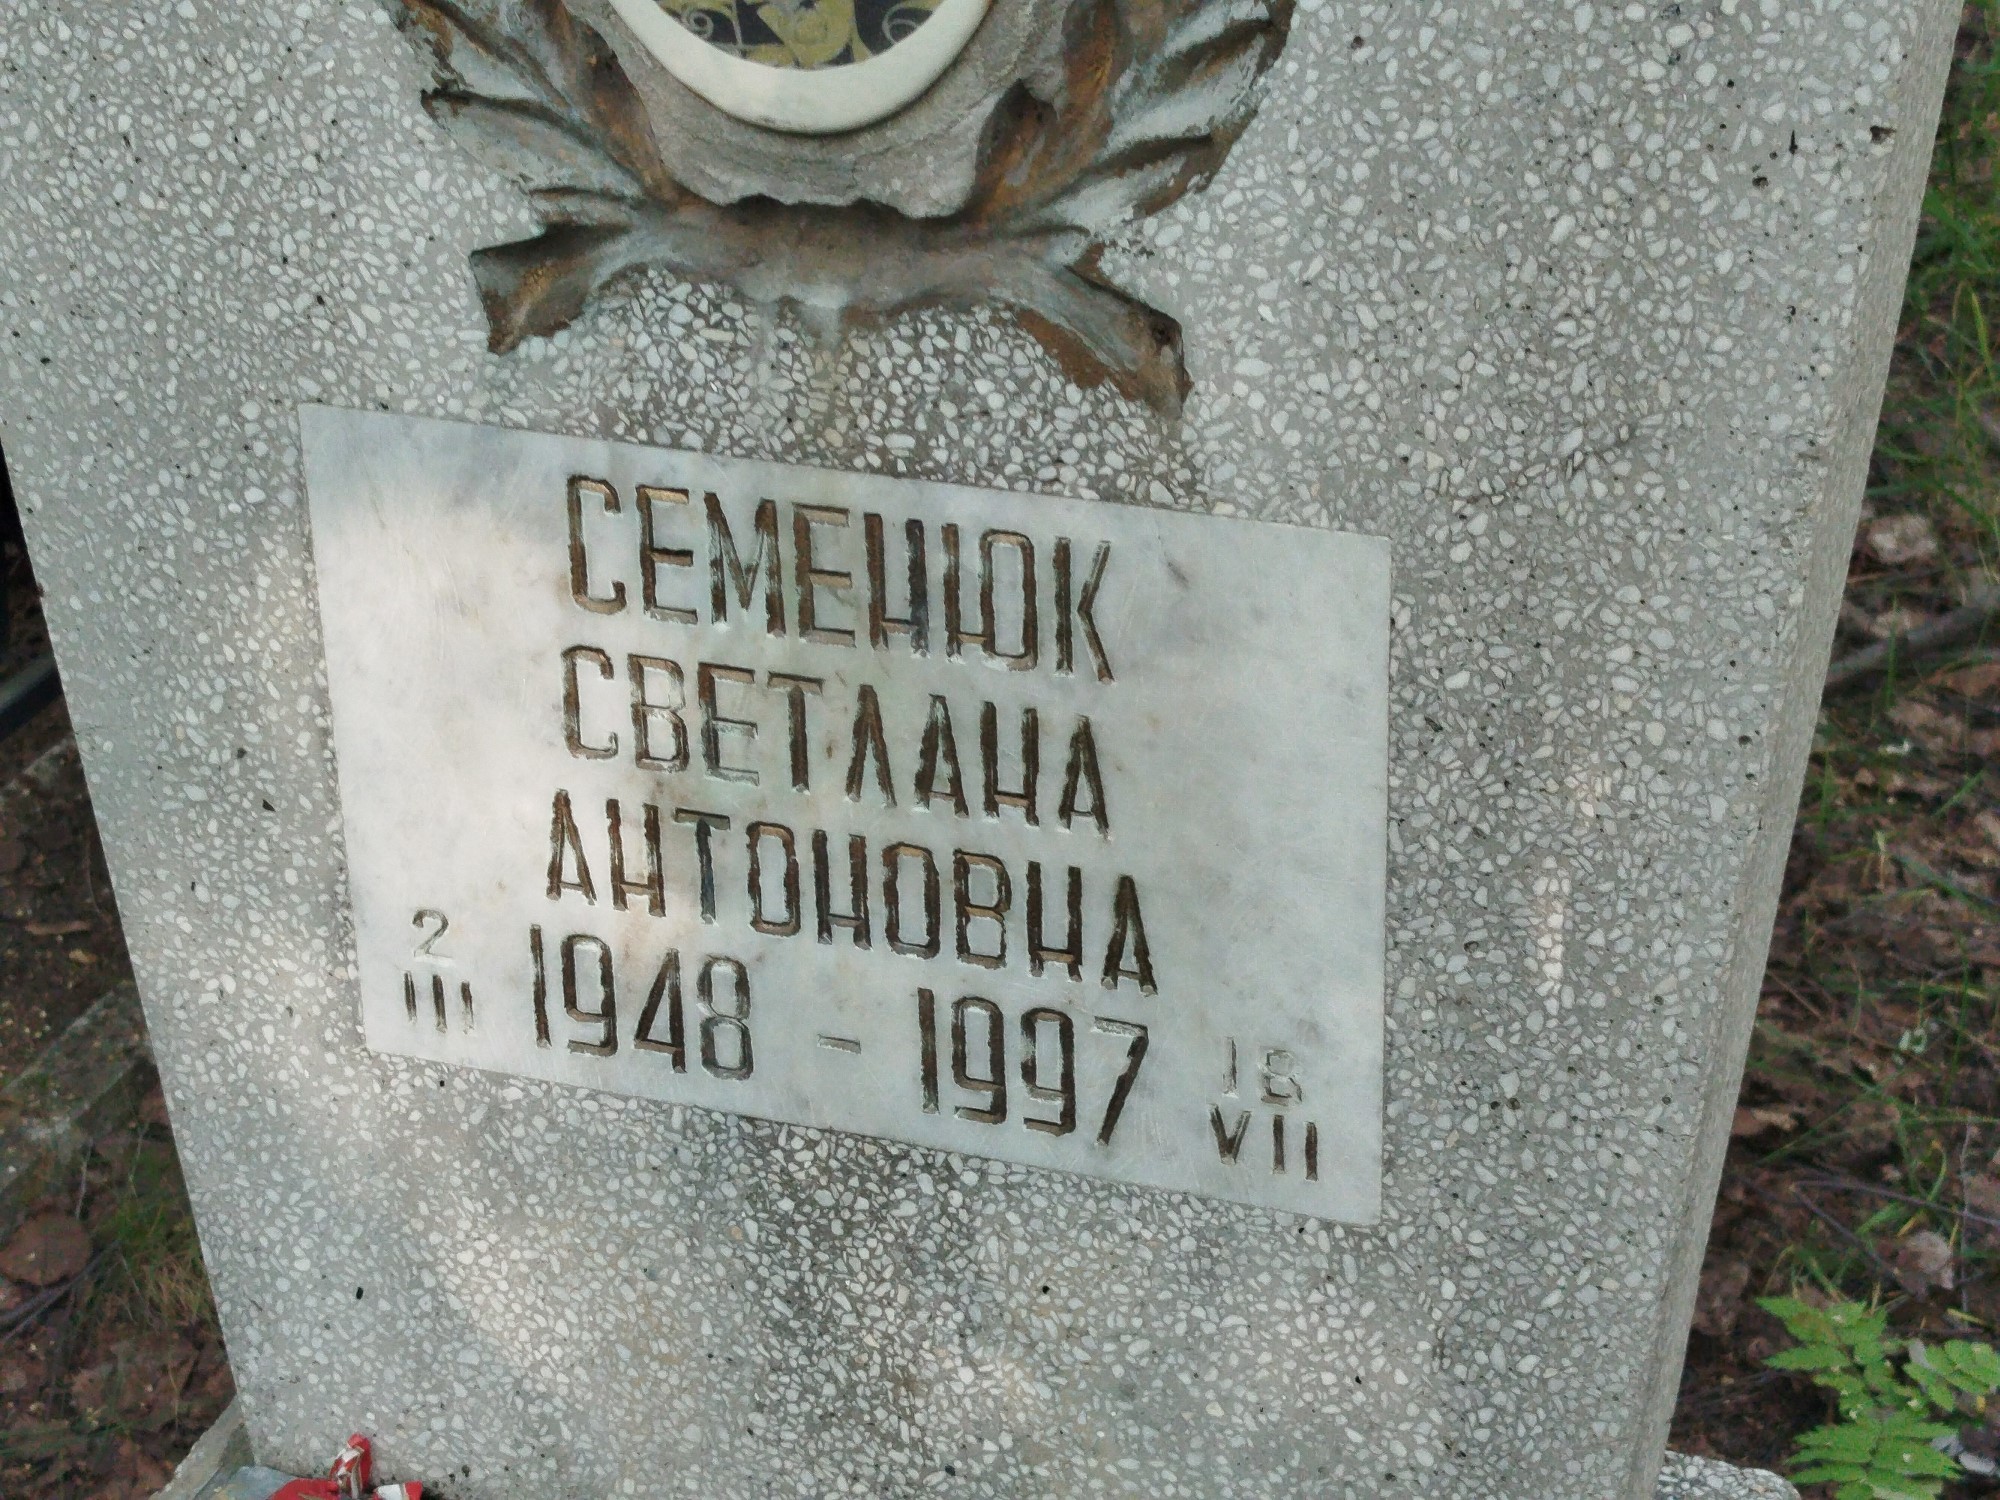 СЕМЕНЮК
СВЕТЛАНА
АНТОНОВНА
2
III
1948 - 1997
18
VII